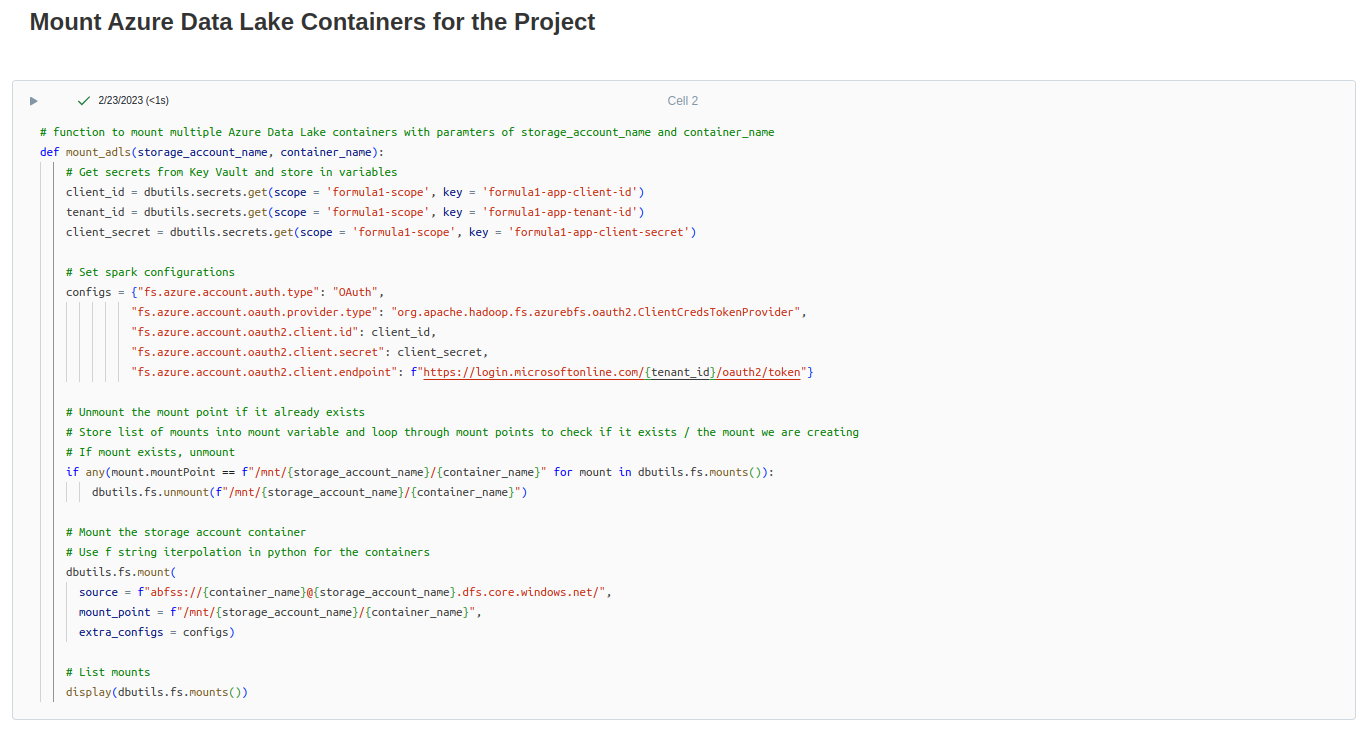 Mount Azure Data Lake Containers for the Project
2/23/2023 (<1s)
Cell 2
# function to mount multiple Azure Data Lake containers with paramters of storage_account_name and container_name
def mount_adls(storage_account_name, container_name):
# Get secrets from Key Vault and store in variables
client_id = dbutils.secrets.get(scope = 'formula1-scope', key = 'formula1-app-client-id')
tenant_id = dbutils.secrets.get(scope = 'formula1-scope', key = 'formula1-app-tenant-id')
client_secret = dbutils.secrets.get(scope = 'formula1-scope', key = 'formula1-app-client-secret')
# Set spark configurations
configs = {"fs.azure.account.auth.type": "OAuth",
"fs.azure.account.oauth.provider.type": "org.apache.hadoop.fs.azurebfs.oauth2.ClientCredsTokenProvider",
"fs.azure.account.oauth2.client.id": client_id,
"fs.azure.account.oauth2.client.secret": client_secret,
"fs.azure.account.oauth2.client.endpoint": f"https://login.microsoftonline.com/{tenant_id}/oauth2/token"}
# Unmount the mount point if it already exists
# Store list of mounts into mount variable and loop through mount points to check if it exists / the mount we are creating
# If mount exists, unmount
if any(mount.mountPoint == f"/mnt/{storage_account_name}/{container_name}" for mount in dbutils.fs.mounts()):
dbutils.fs.unmount(f"/mnt/{storage_account_name}/{container_name}")
# Mount the storage account container
# Use f string iterpolation in python for the containers
dbutils.fs.mount(
source = f"abfss://{container_name}@{storage_account_name}.dfs.core.windows.net/",
mount_point = f"/mnt/{storage_account_name}/{container_name}",
extra_configs = configs)
# List mounts
display(dbutils.fs.mounts())